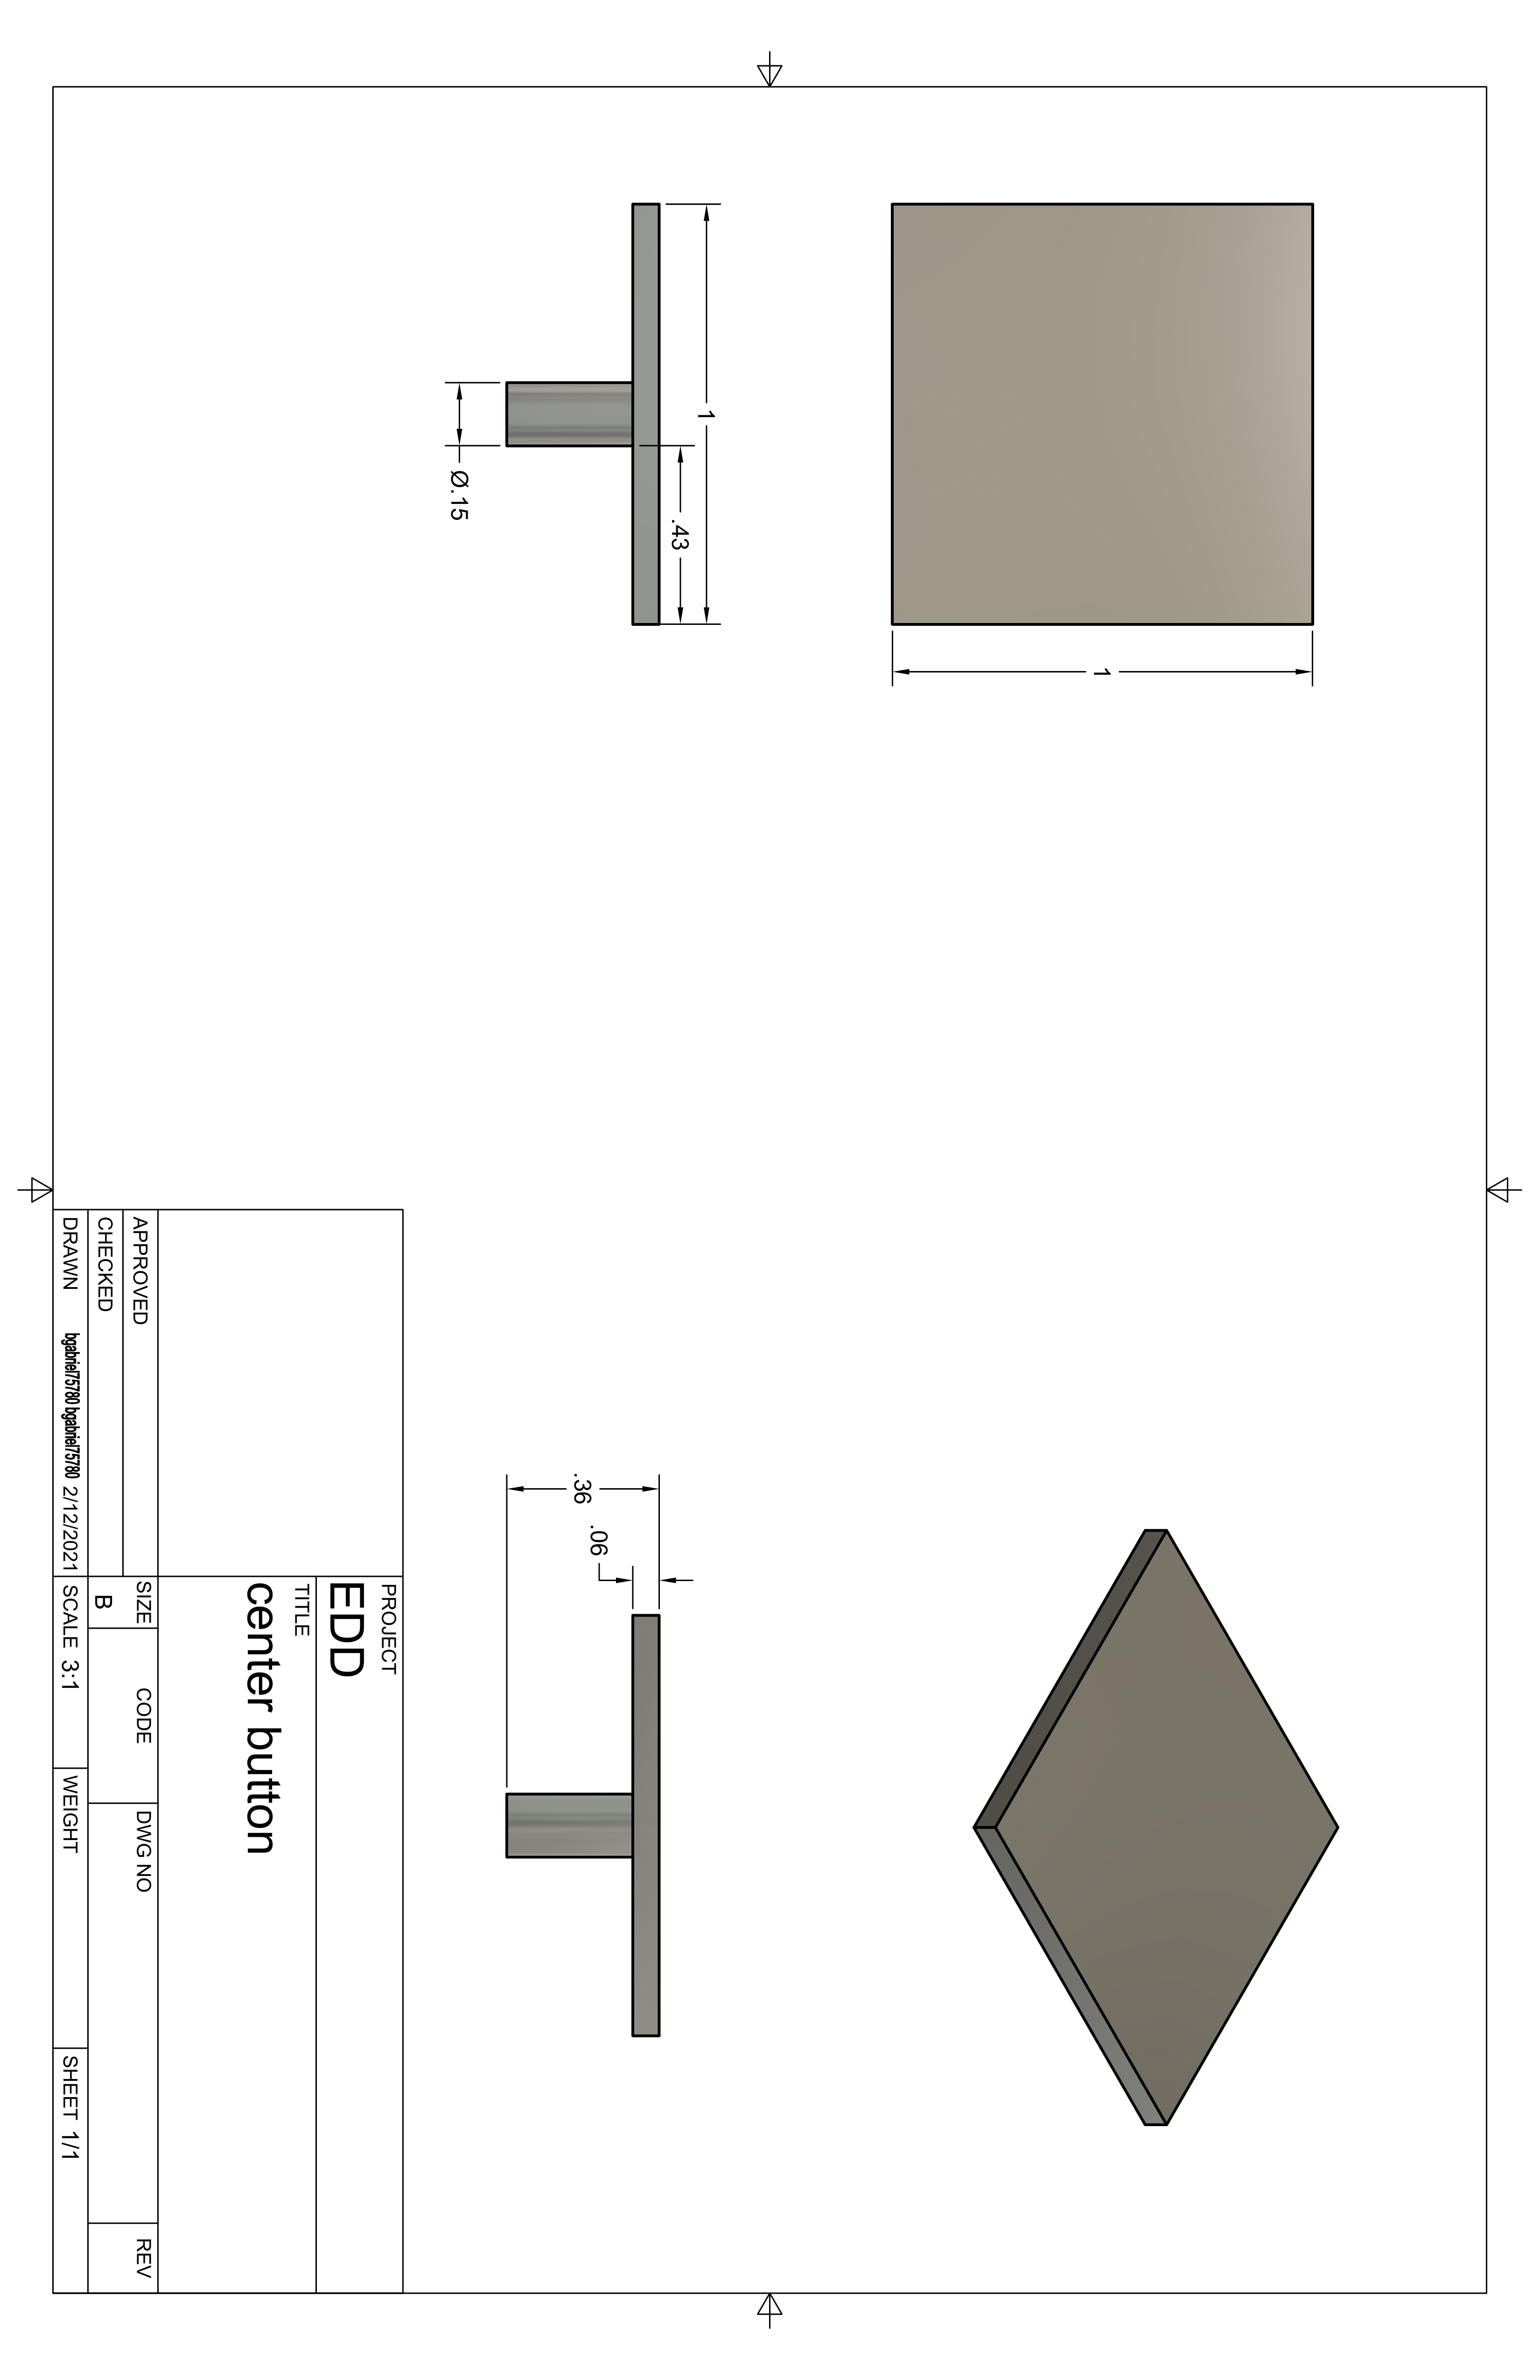 1
1
.43
Ø.15
.36
.06
PROJECT
EDD
TITLE
center button
APPROVED
CHECKED
DRAWN bgabriel75780 bgabriel75780 2/12/2021
SIZE
B
CODE
DWG NO
REV
SCALE 3:1
WEIGHT
SHEET 1/1